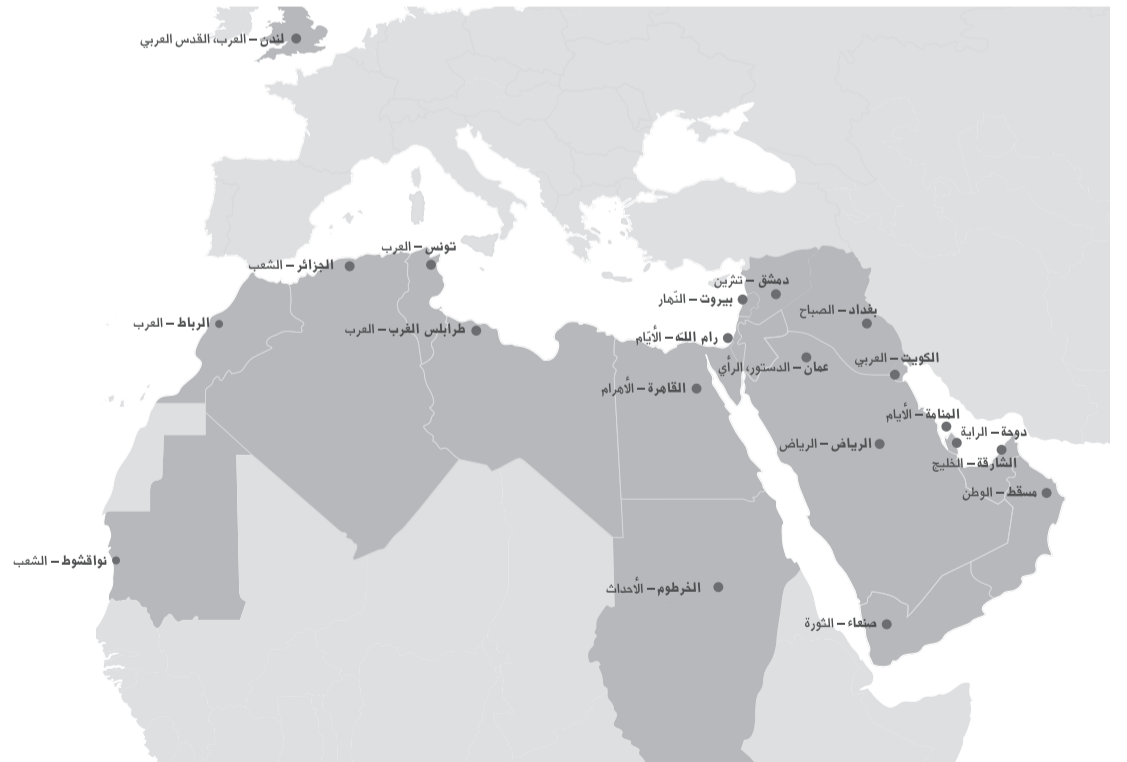 لندن – العرب، القدس العربي
تونس – العرب
الجزائر – الشعب
دمشق – تشرين
بيروت – النّهار
بغداد – الصباح
الرباط – العرب
طرابلس الغرب – العرب
رام اللّه – الأيّام
الكويت – العربي
عمان – الدستور، الرأي
القاهرة – الأهرام
المنامة – الأيام
دوحة – الراية
الرياض – الرياض
الشارقة – الخليج
مسقط – الوطن
نواقشوط – الشعب
الخرطوم – الأحداث
صنعاء – الثورة